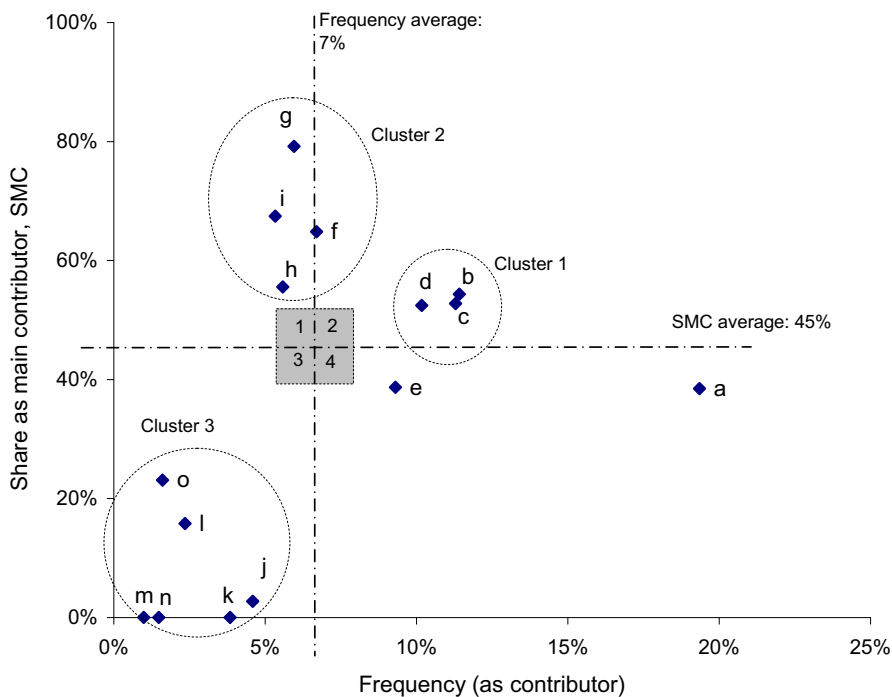 Frequency average:
7%
100%
80%
60%
40%
20%
0%
Share as main contributor, SMC
g
Cluster 2
i
f
h
Cluster 1
d
b
c
1
2
3
4
SMC average: 45%
e
a
Cluster 3
o
l
j
m
n
k
0%
5%
10%
15%
20%
25%
Frequency (as contributor)